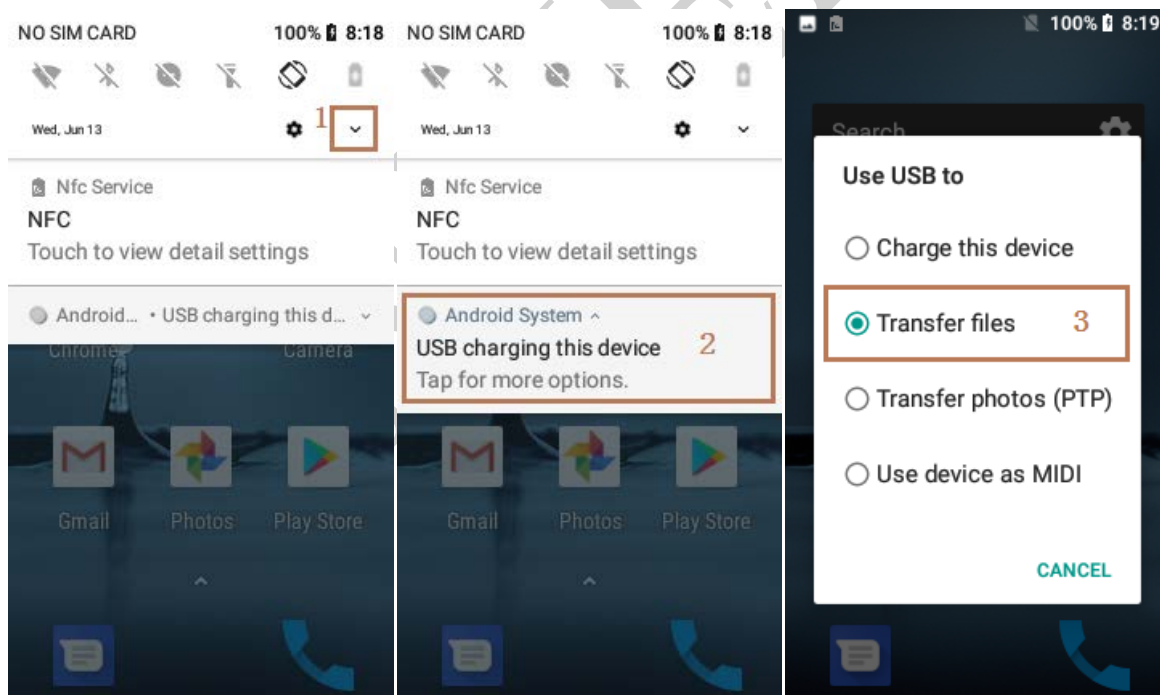 NO SIM CARD 100% 8:18
Wed, Jun 13 1
Nfc Service
NFC
Touch to view detail settings
Android... • USB charging this d...
Chrome Camera
Gmail Photos Play Store
NO SIM CARD 100% 8:18
Wed, Jun 13
Nfc Service
NFC
Touch to view detail settings
Android System
USB charging this device 2
Tap for more options.
Gmail Photos Play Store
100% 8:19
Search
Use USB to
Charge this device
Transfer files 3
Transfer photos (PTP)
Use device as MIDI
CANCEL